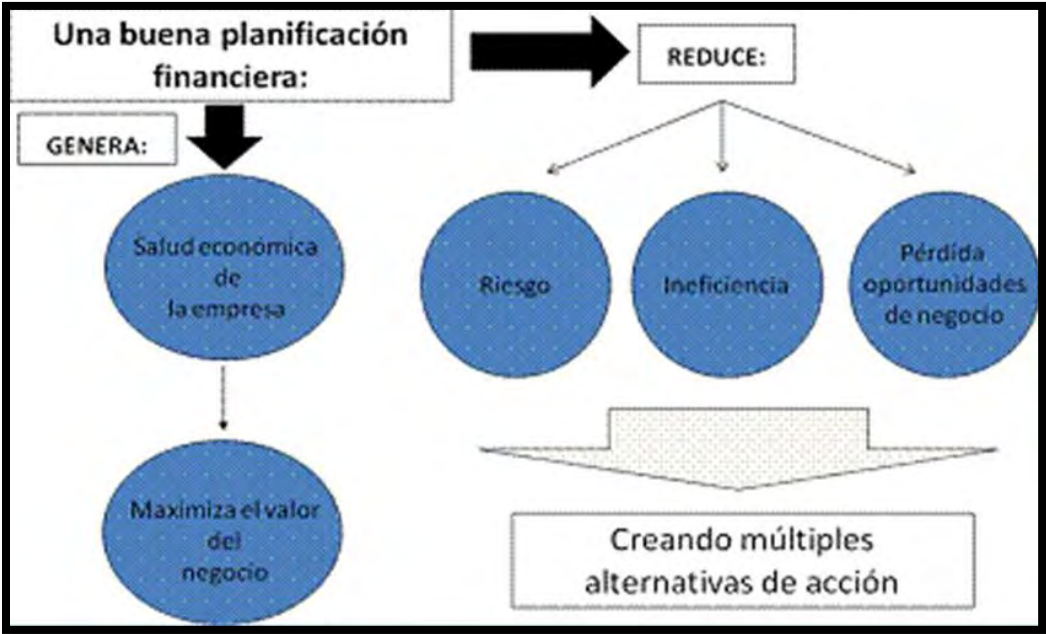 Una buena planificación
financiera:
REDUCE:
GENERA:
Salud económica
de
la empresa
Riesgo
Ineficiencia
Pérdida
oportunidades
de negocio
Maximiza el valor
del
negocio
Creando múltiples
alternativas de acción